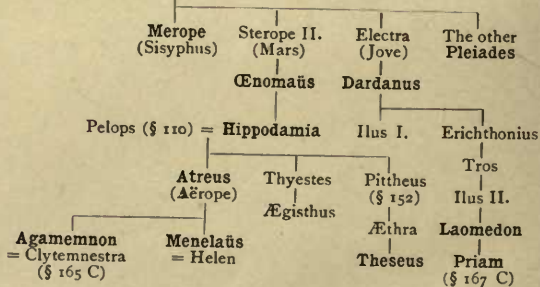 Merope Sterope II. Electra The other
(Sisyphus) (Mars) (Jove) Pleiades
Œnomaüs Dardanus
Pelops (§ 110) = Hippodamia Ilus I. Erichthonius
Atreus Thyestes Pittheus Tros
(Aërope) (§ 152) Ilus II.
Ægisthus
Agamemnon Menelaüs Æthra Laomedon
= Clytemnestra = Helen Theseus Priam
(§ 165 C) (§ 167 C)